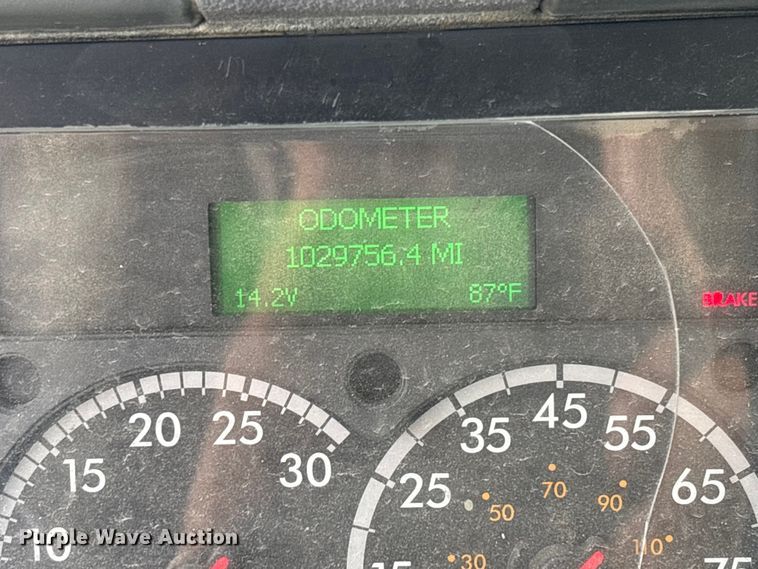 ODOMETER
1029756.4 MI
14.2V 87°F
BRAKE
10 15 20 25 30
15 25 35 45 55 65 75
30 50 70 90 110
Purple Wave Auction